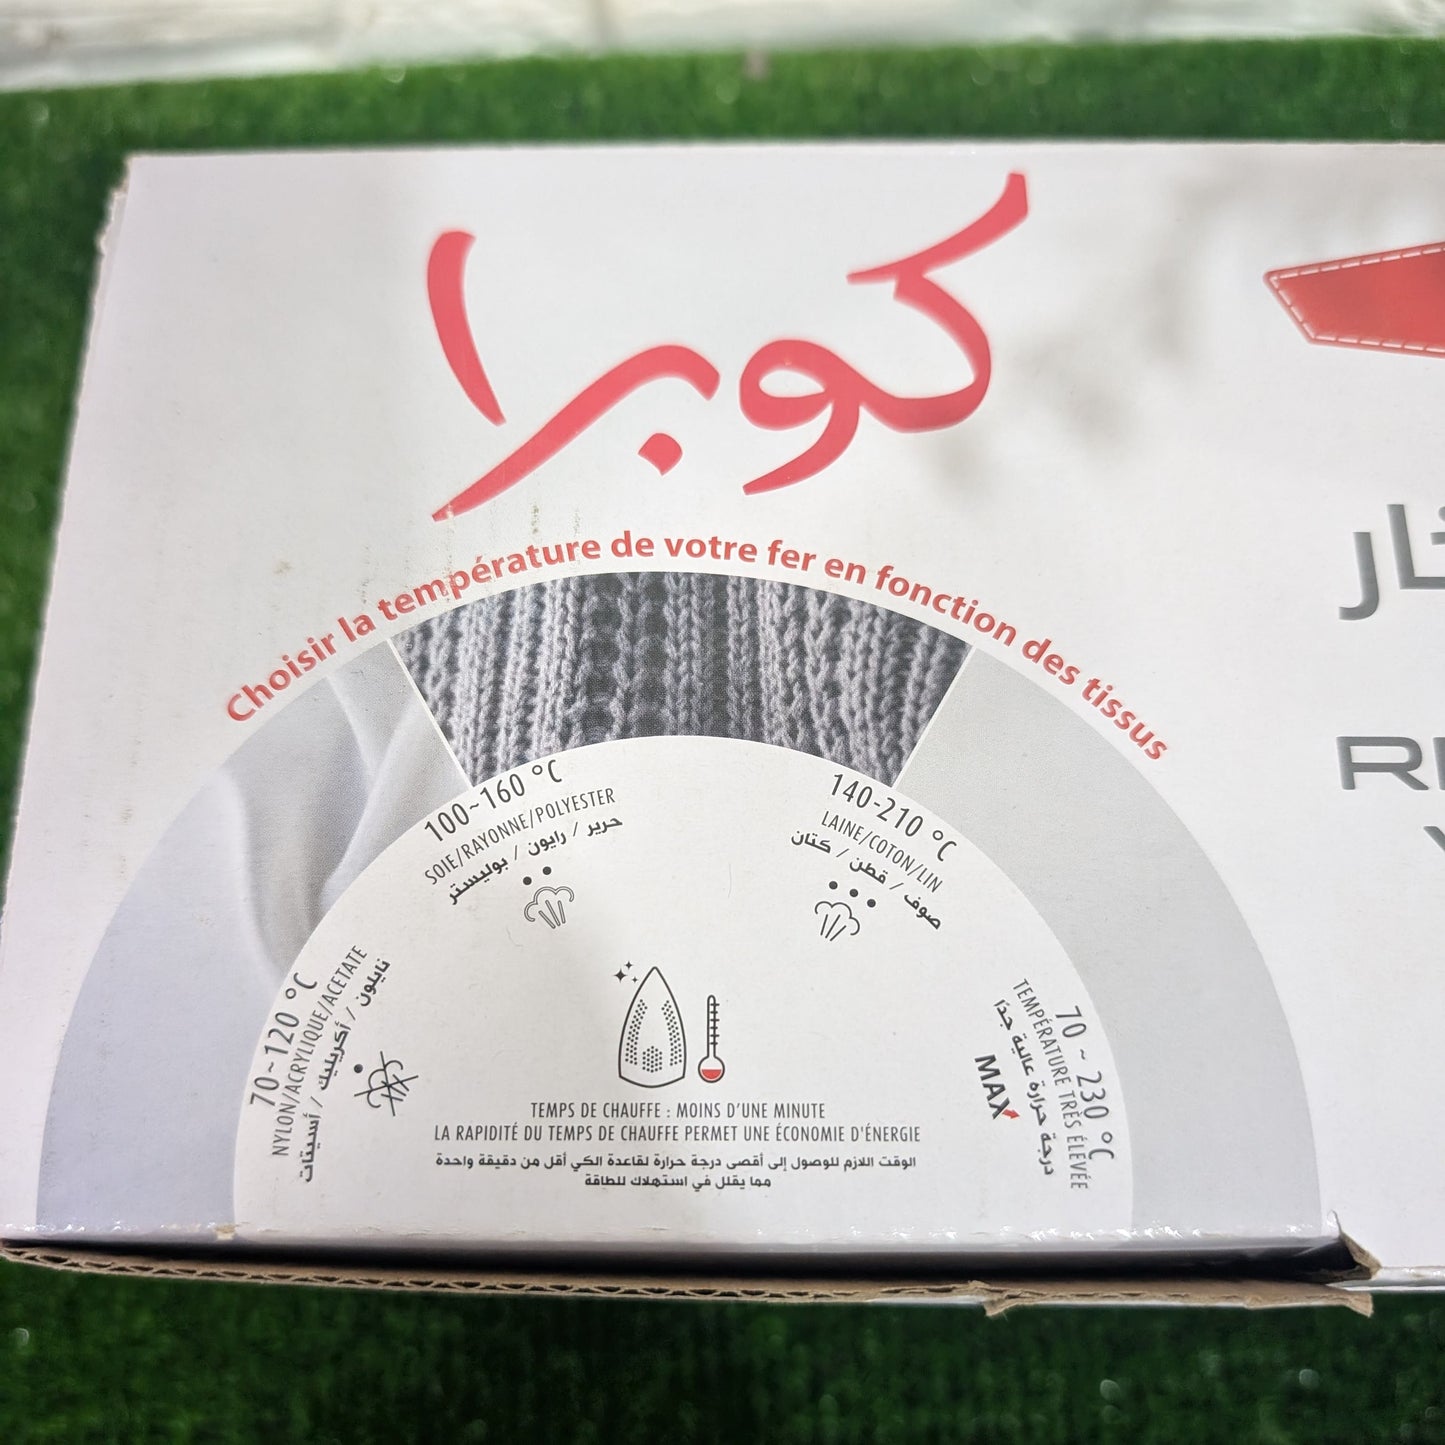 كوبرا
Choisir la température de votre fer en fonction des tissus
100~160 °C
SOIE/RAYONNE/POLYESTER
حرير / رايون / بوليستر
140-210 °C
LAINE/COTON/LIN
صوف / قطن / كتان
70~120 °C
NYLON/ACRYLIQUE/ACETATE
نايلون / أكريليك / أسيتات
70 ~ 230 °C
TEMPÉRATURE TRÈS ÉLEVÉE
درجة حرارة عالية جدًا
MAX
TEMPS DE CHAUFFE : MOINS D'UNE MINUTE
LA RAPIDITÉ DU TEMPS DE CHAUFFE PERMET UNE ÉCONOMIE D'ÉNERGIE
الوقت اللازم للوصول إلى أقصى درجة حرارة لقاعدة الكي أقل من دقيقة واحدة
مما يقلل في استهلاك للطاقة